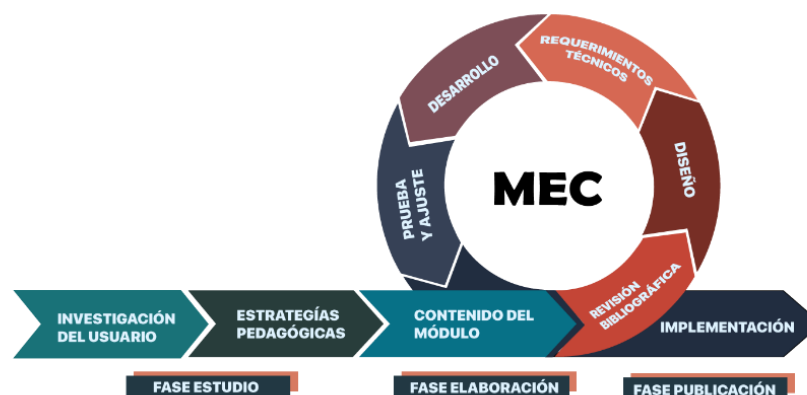 REQUERIMIENTOS
TÉCNICOS
DESARROLLO
DISEÑO
PRUEBA
Y AJUSTE
MEC
REVISIÓN
BIBLIOGRÁFICA
INVESTIGACIÓN
DEL USUARIO
ESTRATEGÍAS
PEDAGÓGICAS
CONTENIDO DEL
MÓDULO
IMPLEMENTACIÓN
FASE ESTUDIO
FASE ELABORACIÓN
FASE PUBLICACIÓN